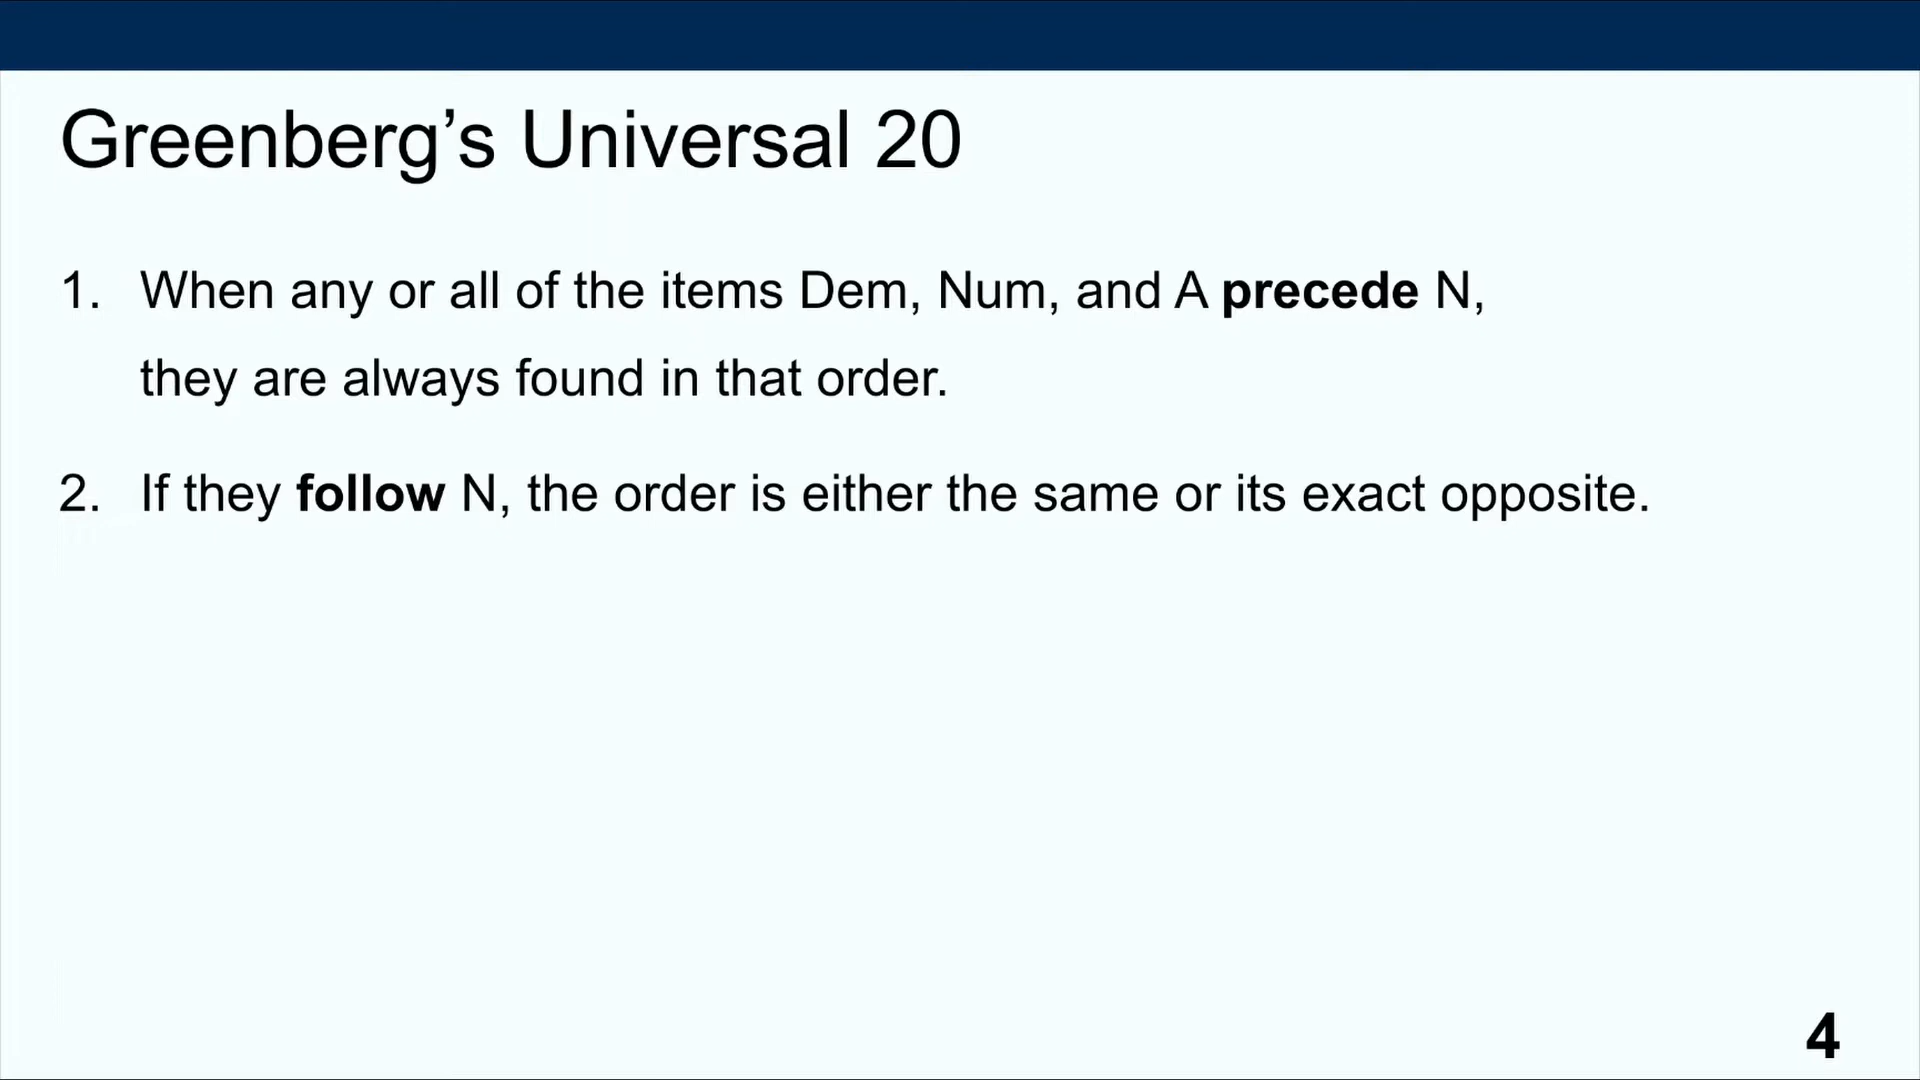 Greenberg’s Universal 20
1. When any or all of the items Dem, Num, and A precede N,
they are always found in that order.
2. If they follow N, the order is either the same or its exact opposite.
4